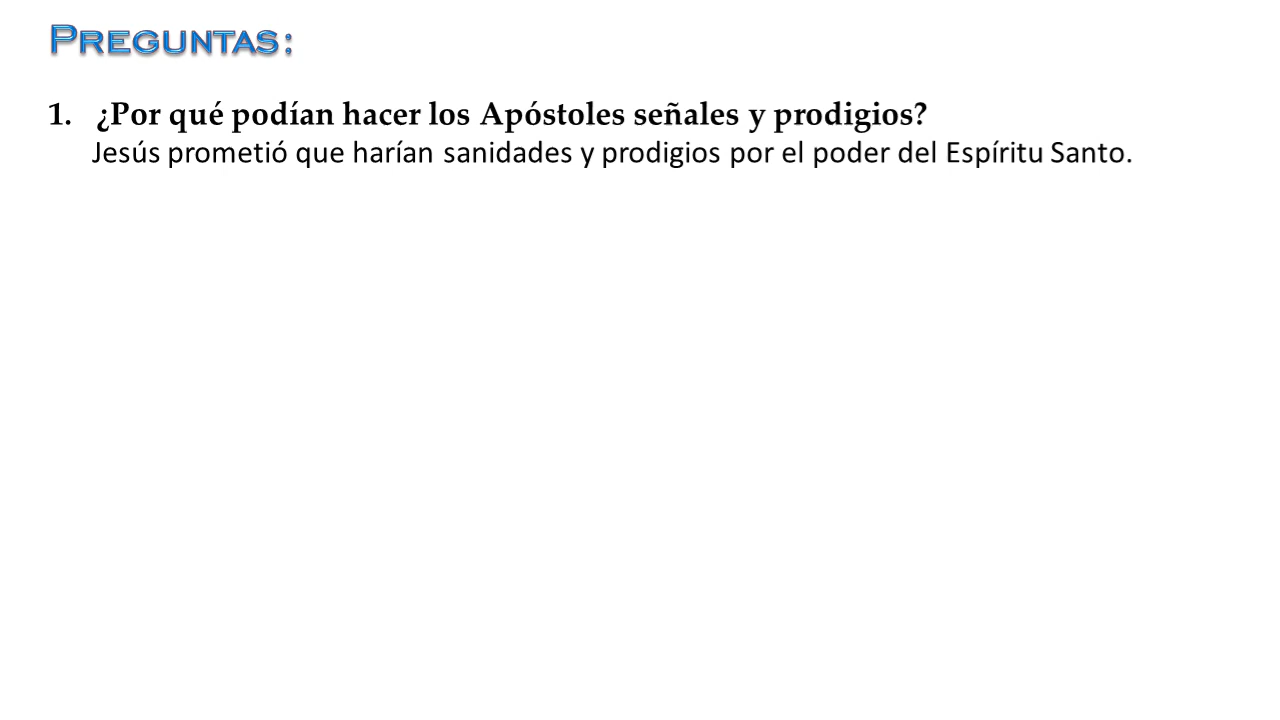 PREGUNTAS:
1. ¿Por qué podían hacer los Apóstoles señales y prodigios?
Jesús prometió que harían sanidades y prodigios por el poder del Espíritu Santo.